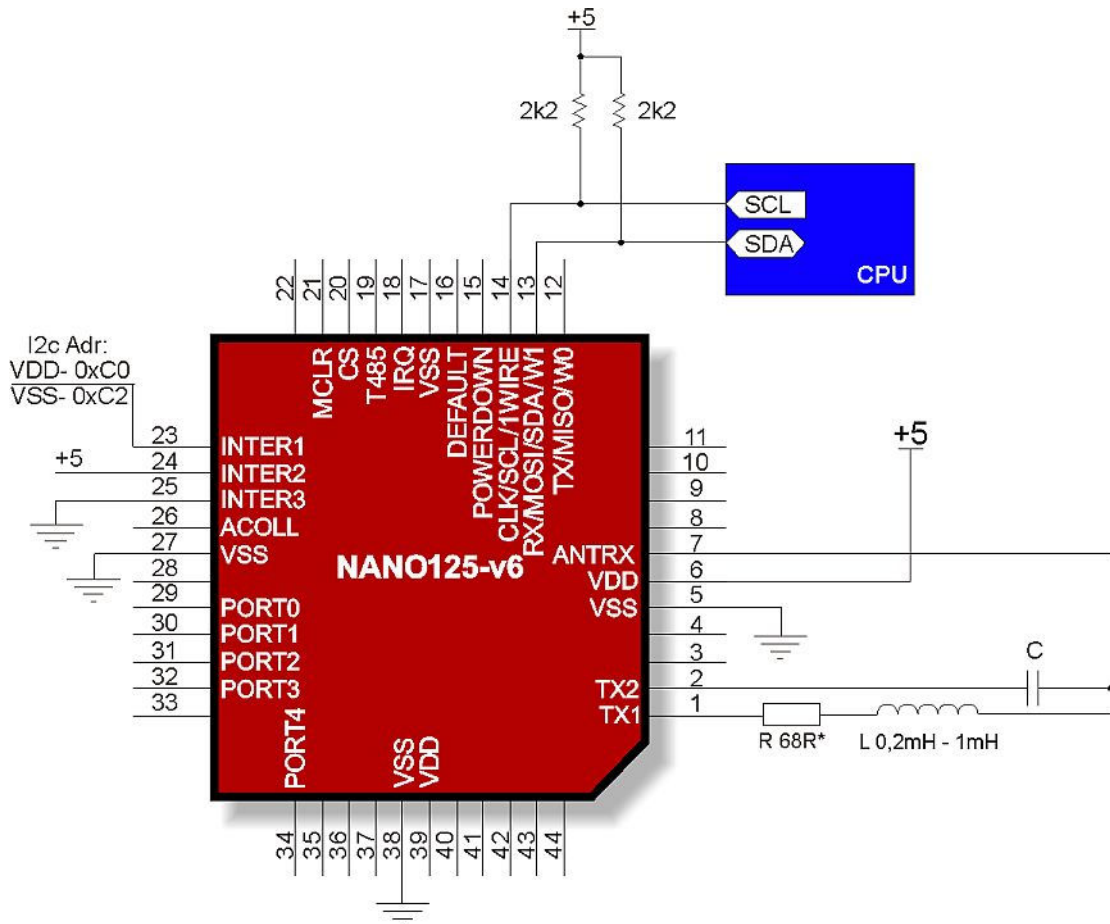 +5
2k2 2k2
SCL
SDA
CPU
22 21 20 19 18 17 16 15 14 13 12
MCLR
CS
T485
IRQ
VSS
DEFAULT
POWERDOWN
CLK/SCL/1WIRE
RX/MOSI/SDA/W1
TX/MISO/W0
I2c Adr:
VDD- 0xC0
VSS- 0xC2
23 INTER1
+5 24 INTER2
25 INTER3
26 ACOLL
27 VSS
28
29 PORT0
30 PORT1
31 PORT2
32 PORT3
33
NANO125-v6
11
10
9
8
ANTRX 7
VDD 6
VSS 5
4
3
TX2 2
TX1 1
+5
C
R 68R* L 0,2mH - 1mH
PORT4
VSS
VDD
34 35 36 37 38 39 40 41 42 43 44